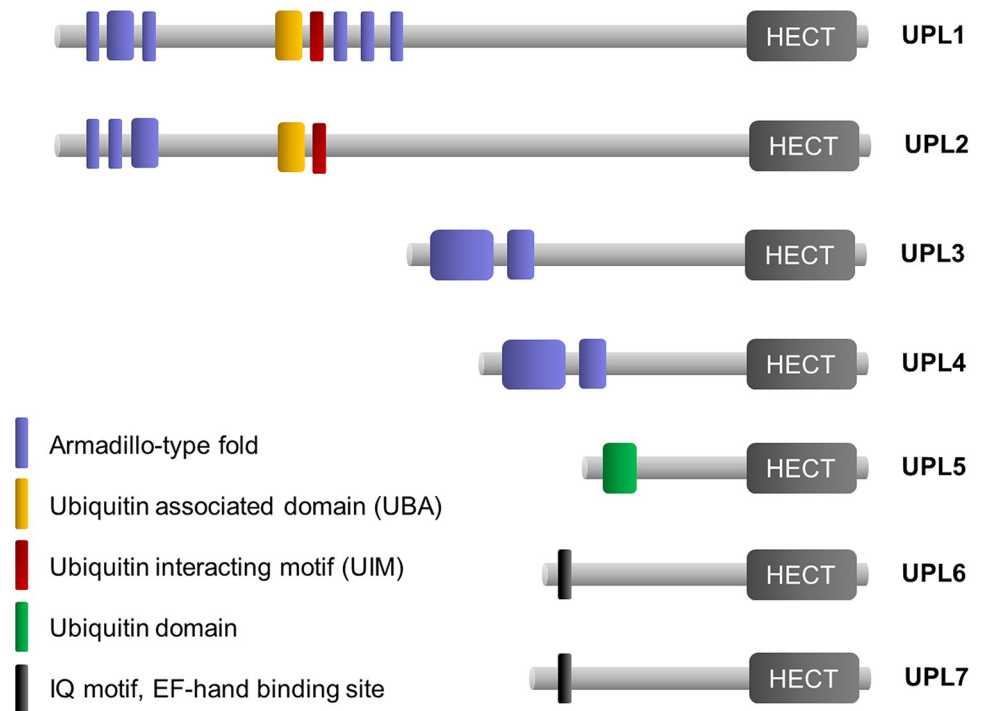 HECT UPL1
HECT UPL2
HECT UPL3
HECT UPL4
Armadillo-type fold
HECT UPL5
Ubiquitin associated domain (UBA)
Ubiquitin interacting motif (UIM)
HECT UPL6
Ubiquitin domain
IQ motif, EF-hand binding site
HECT UPL7